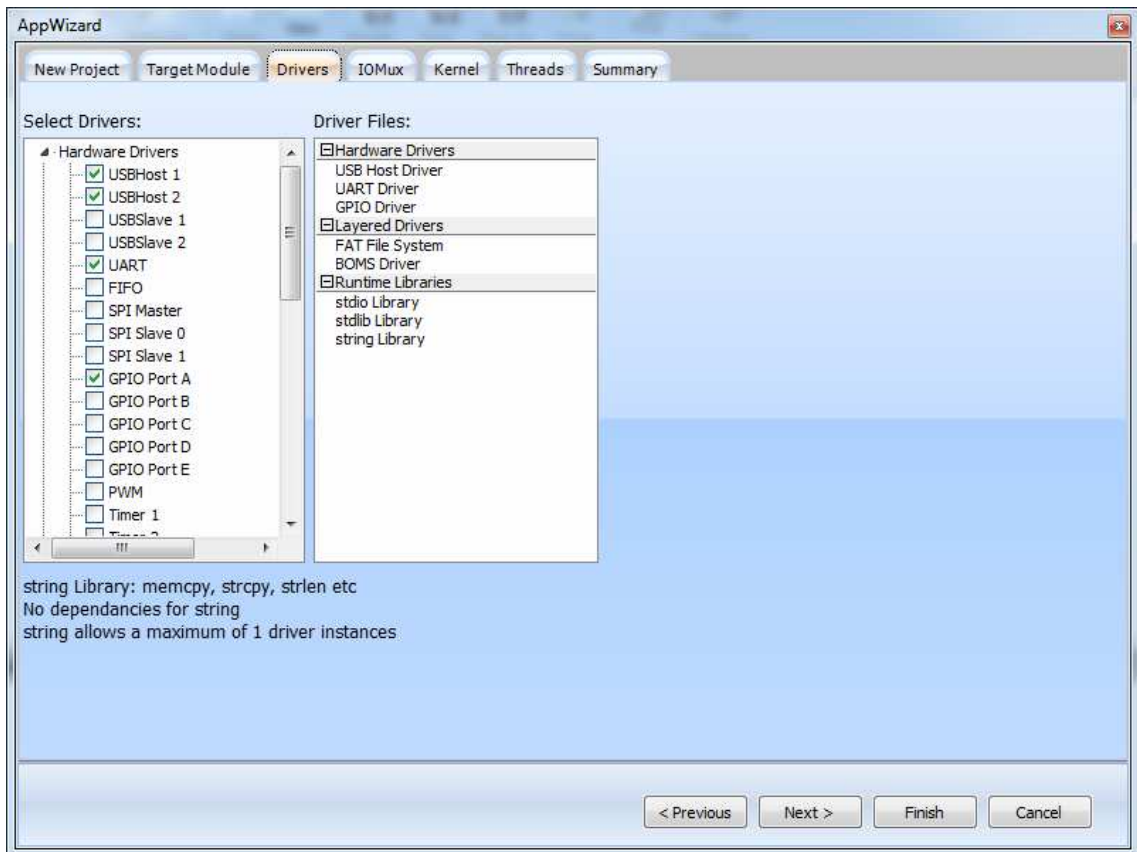 AppWizard
New Project Target Module Drivers IOMux Kernel Threads Summary
Select Drivers:
Hardware Drivers
USBHost 1
USBHost 2
USBSlave 1
USBSlave 2
UART
FIFO
SPI Master
SPI Slave 0
SPI Slave 1
GPIO Port A
GPIO Port B
GPIO Port C
GPIO Port D
GPIO Port E
PWM
Timer 1
Driver Files:
Hardware Drivers
USB Host Driver
UART Driver
GPIO Driver
Layered Drivers
FAT File System
BOMS Driver
Runtime Libraries
stdio Library
stdlib Library
string Library
string Library: memcpy, strcpy, strlen etc
No dependancies for string
string allows a maximum of 1 driver instances
< Previous Next > Finish Cancel